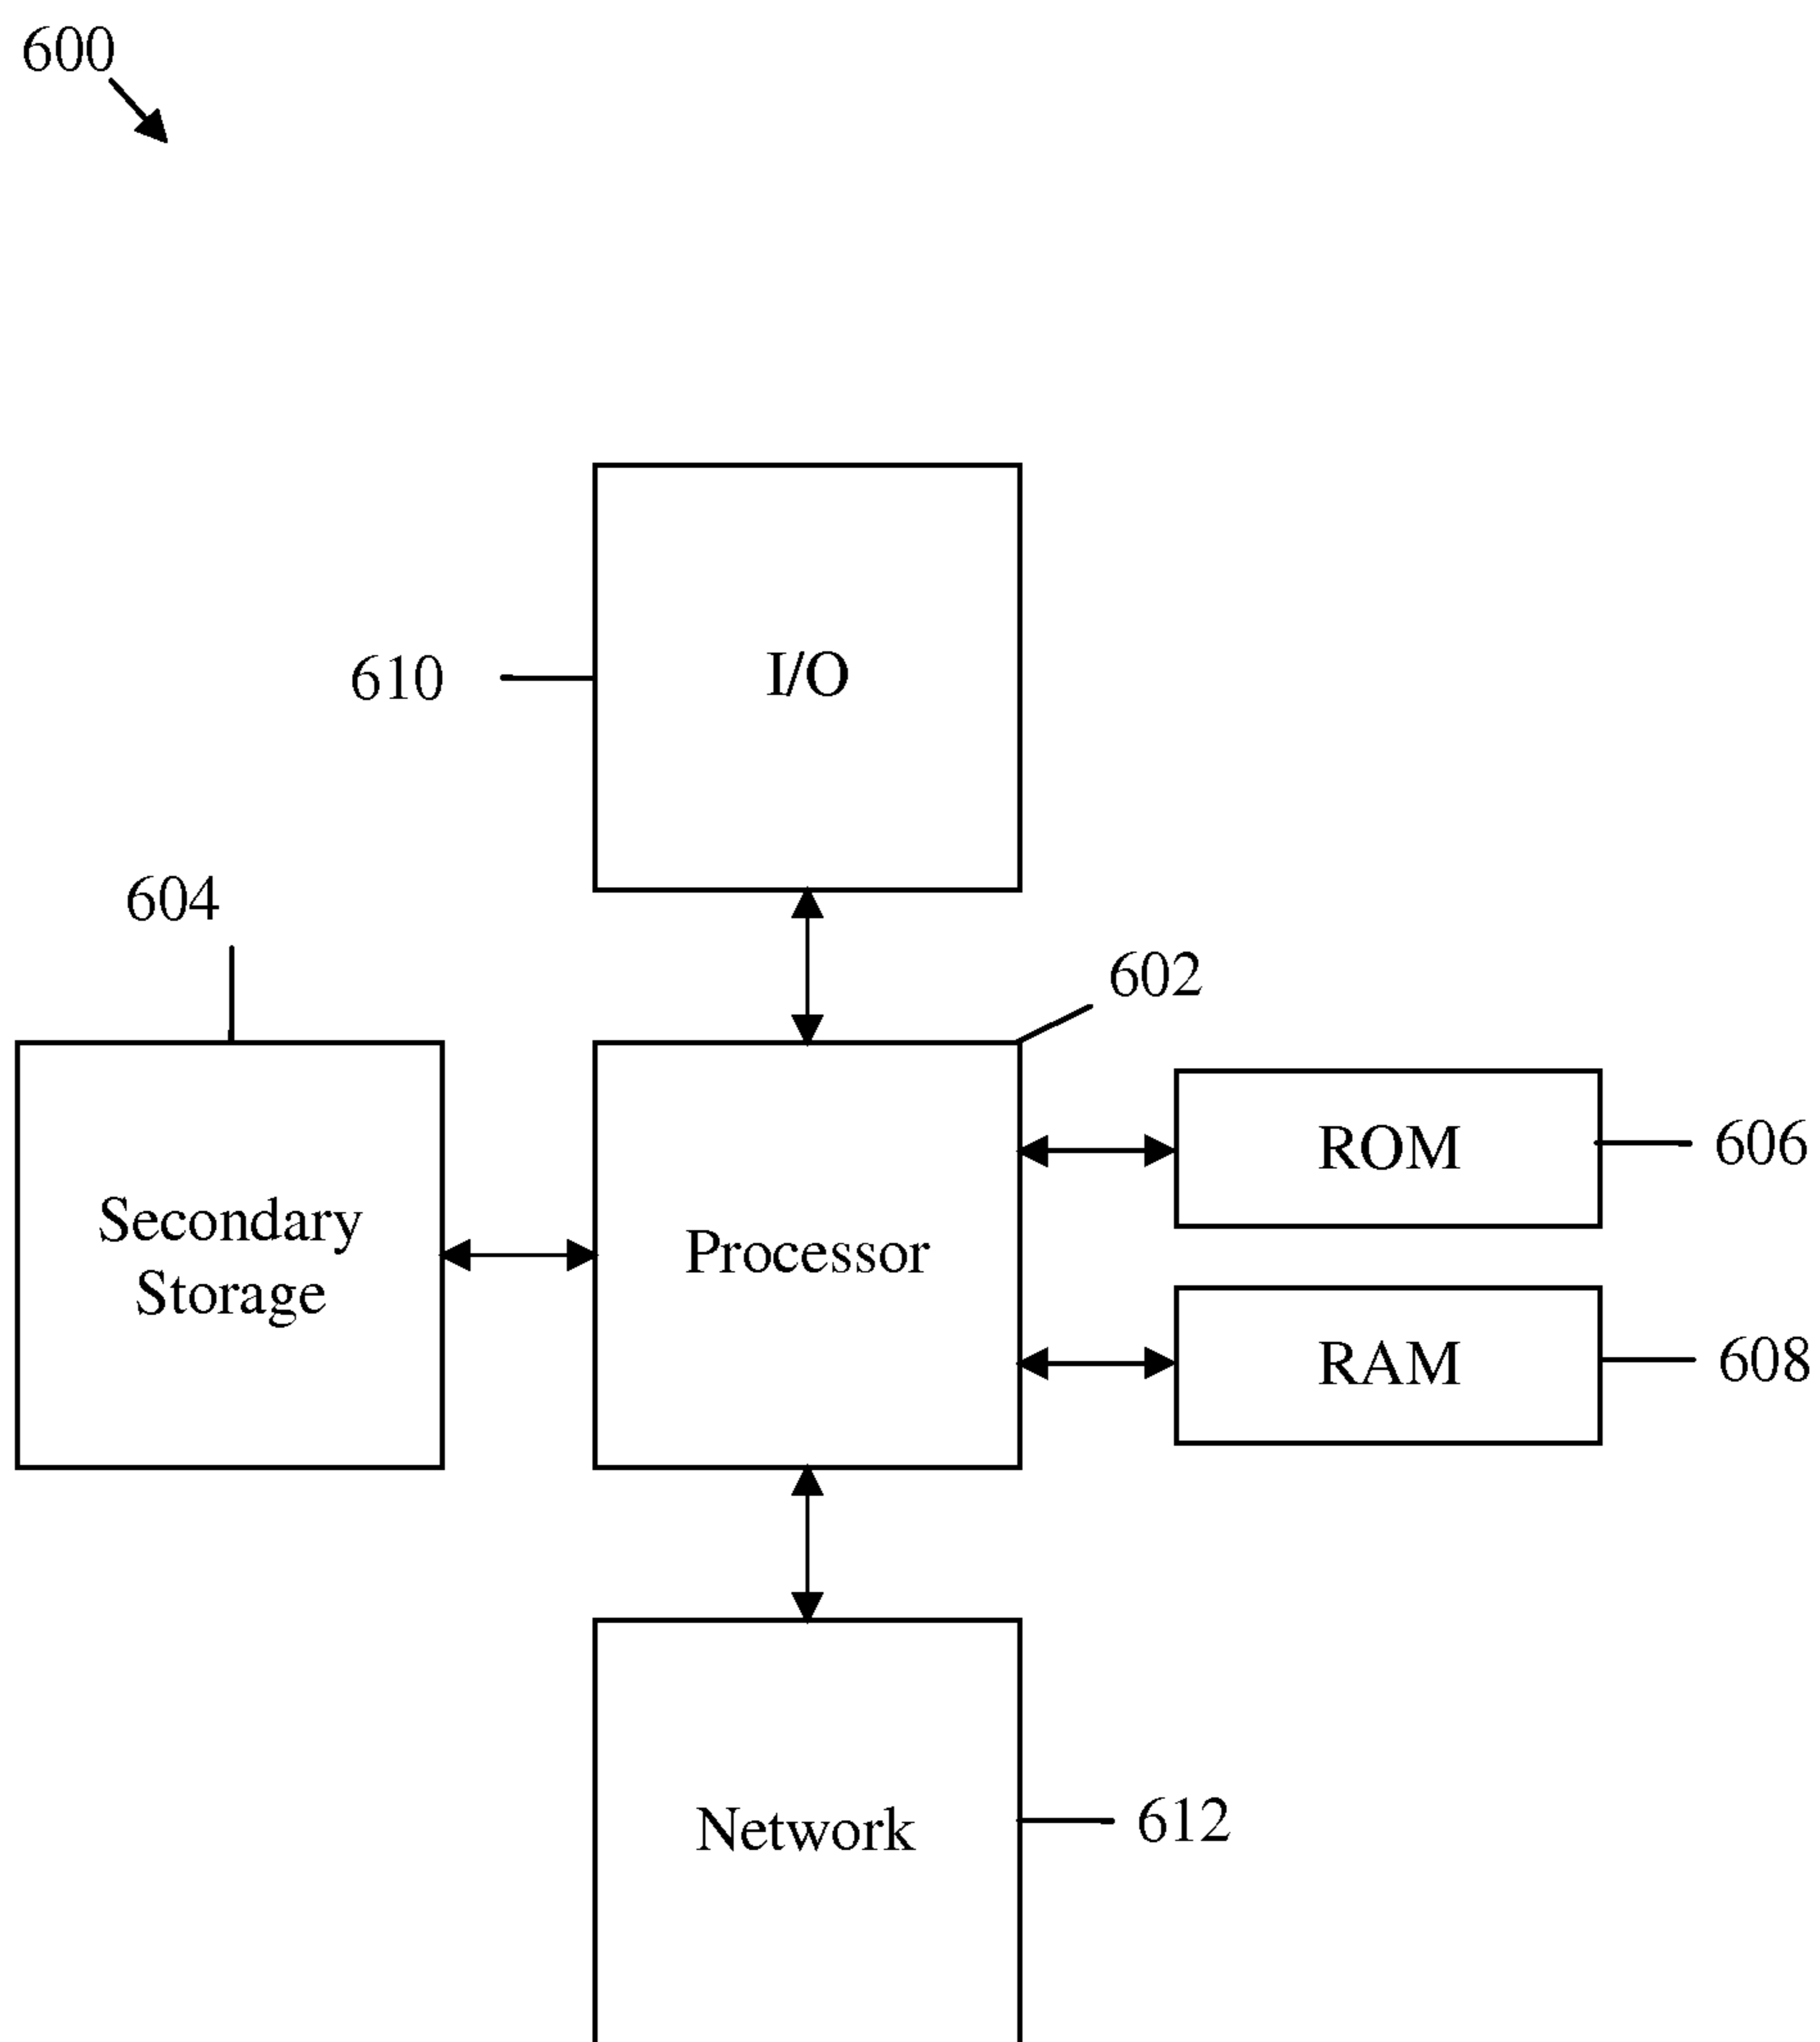 600
I/O
610
604
602
ROM
606
Secondary
Storage
Processor
RAM
608
Network
612